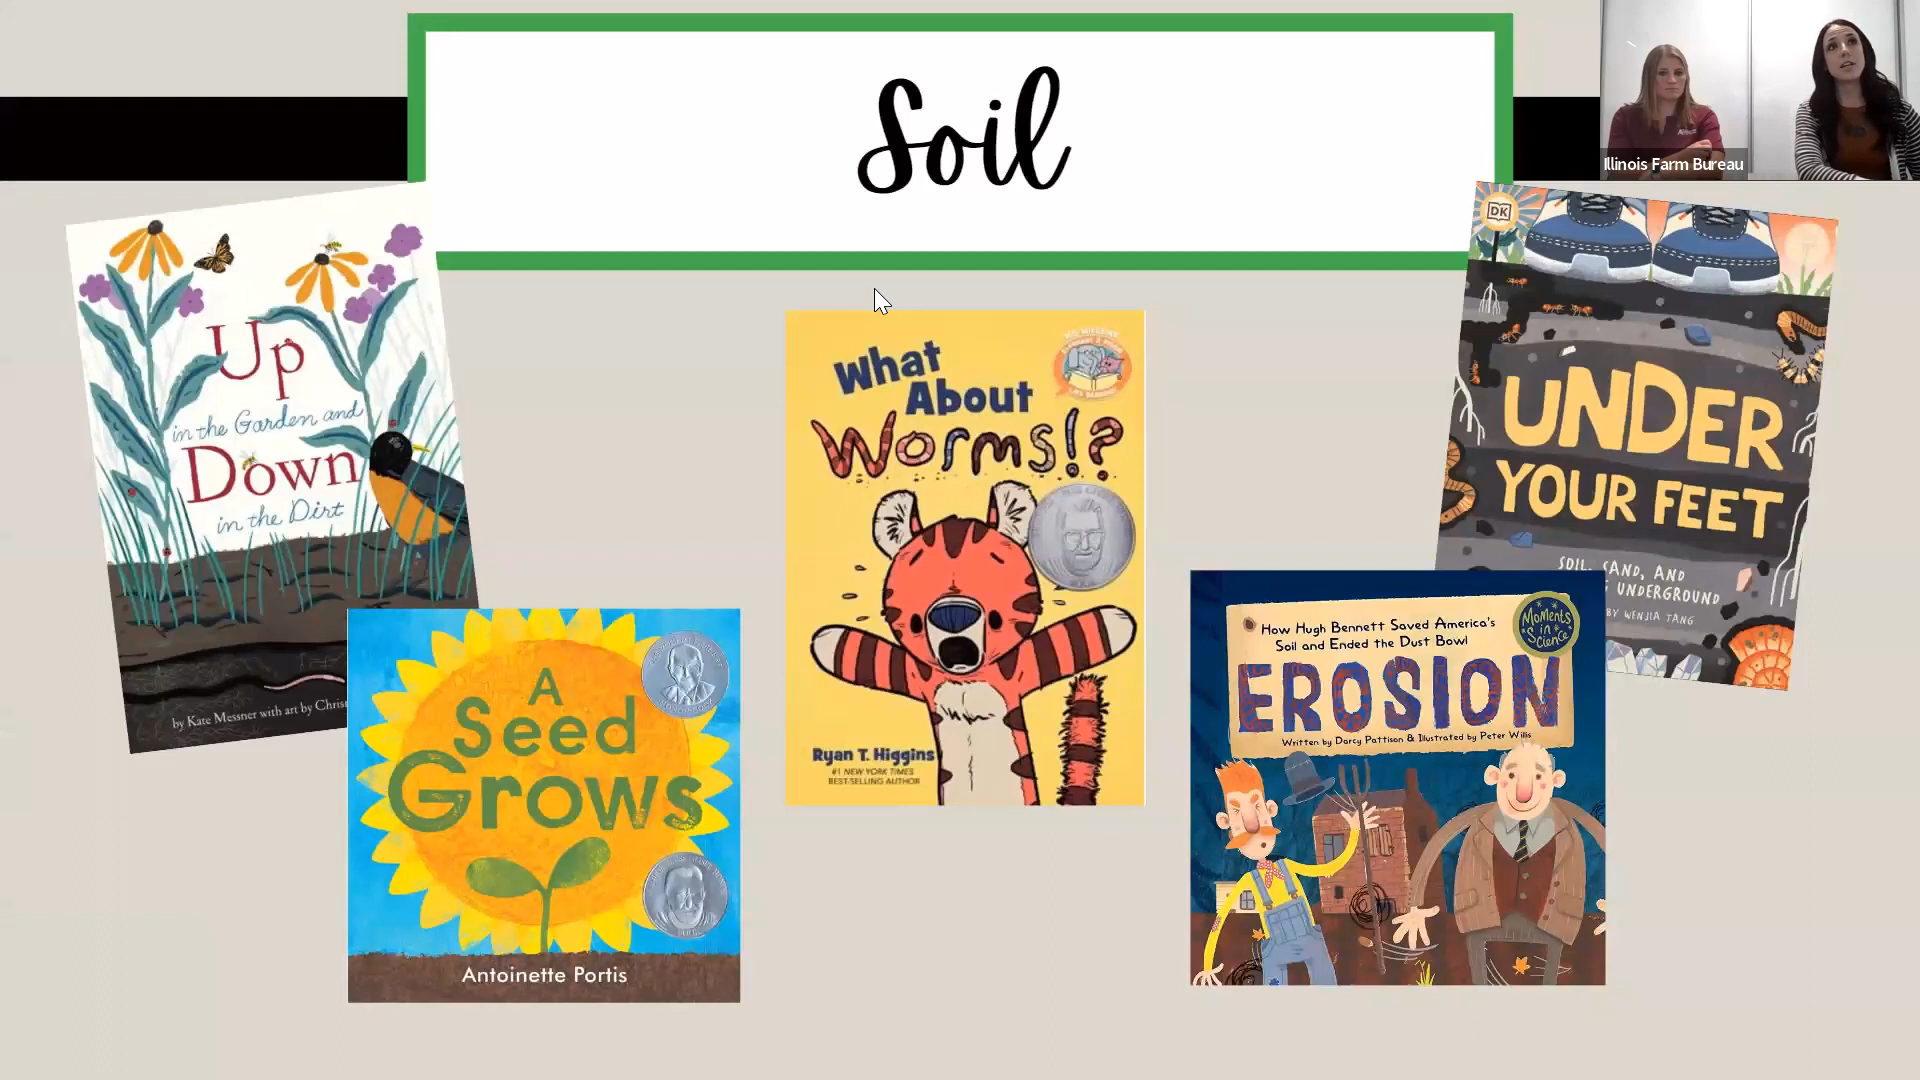 Soil
Illinois Farm Bureau
Up
in the Garden and
Down
in the Dirt
by Kate Messner with art by
A
Seed
Grows
Antoinette Portis
What
About
Worms!?
Ryan T. Higgins
#1 NEW YORK TIMES
BEST-SELLING AUTHOR
How Hugh Bennett Saved America's
Soil and Ended the Dust Bowl
Moments
in
Science
EROSION
Written by Darcy Pattison & Illustrated by Peter Willis
DK
UNDER
YOUR FEET
SOIL, SAND, AND
UNDERGROUND
BY WENJIA TANG